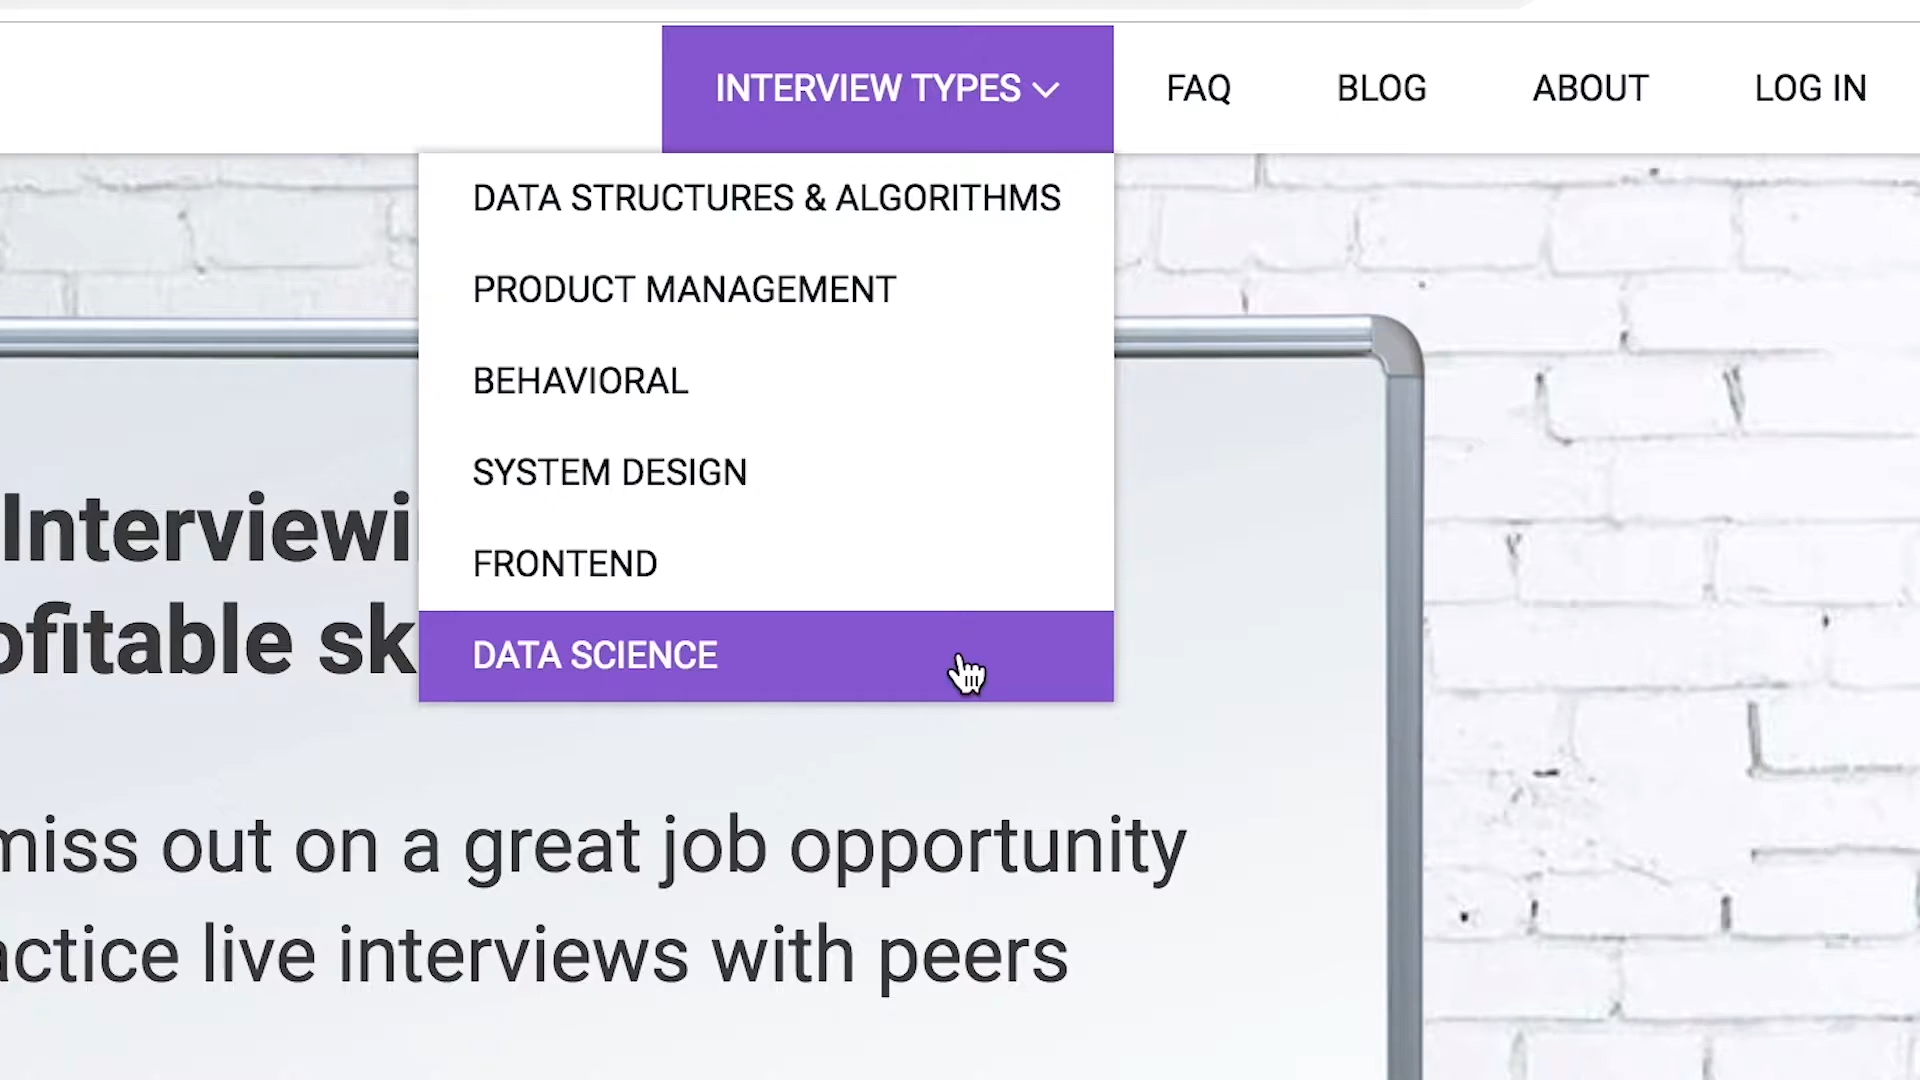 INTERVIEW TYPES FAQ BLOG ABOUT LOG IN
DATA STRUCTURES & ALGORITHMS
PRODUCT MANAGEMENT
BEHAVIORAL
SYSTEM DESIGN
FRONTEND
DATA SCIENCE
Interviewi
ofitable sk
miss out on a great job opportunity
actice live interviews with peers